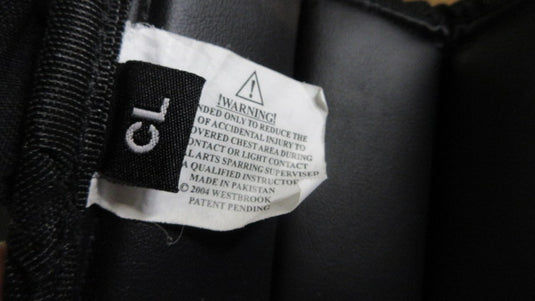 CL
!WARNING!
NDED ONLY TO REDUCE THE
OF ACCIDENTAL INJURY TO
OVERED CHEST AREA DURING
ONTACT OR LIGHT CONTACT
AL ARTS SPARRING SUPERVISED
A QUALIFIED INSTRUCTOR
MADE IN PAKISTAN
© 2004 WESTBROOK
PATENT PENDING